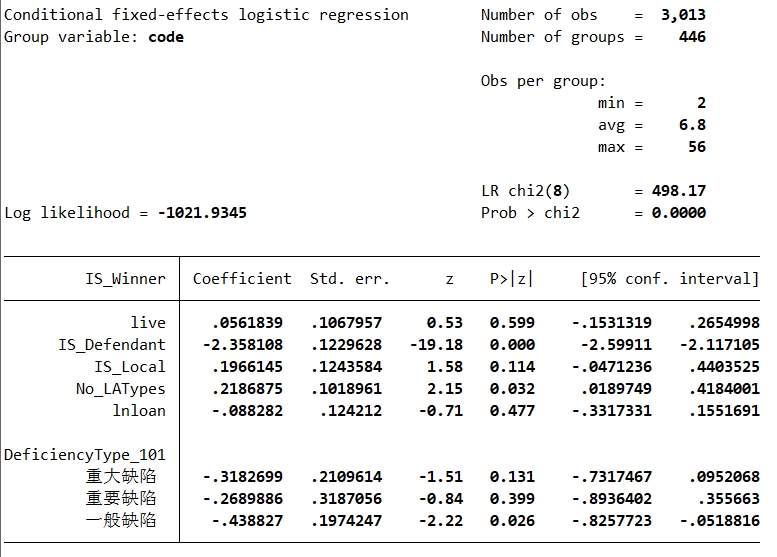 Conditional fixed-effects logistic regression Number of obs = 3,013
Group variable: code Number of groups = 446
Obs per group:
min = 2
avg = 6.8
max = 56
LR chi2(8) = 498.17
Log likelihood = -1021.9345 Prob > chi2 = 0.0000
IS_Winner Coefficient Std. err. z P>|z| [95% conf. interval]
live .0561839 .1067957 0.53 0.599 -.1531319 .2654998
IS_Defendant -2.358108 .1229628 -19.18 0.000 -2.59911 -2.117105
IS_Local .1966145 .1243584 1.58 0.114 -.0471236 .4403525
No_LATypes .2186875 .1018961 2.15 0.032 .0189749 .4184001
lnloan -.088282 .124212 -0.71 0.477 -.3317331 .1551691
DeficiencyType_101
重大缺陷 -.3182699 .2109614 -1.51 0.131 -.7317467 .0952068
重要缺陷 -.2689886 .3187056 -0.84 0.399 -.8936402 .355663
一般缺陷 -.438827 .1974247 -2.22 0.026 -.8257723 -.0518816